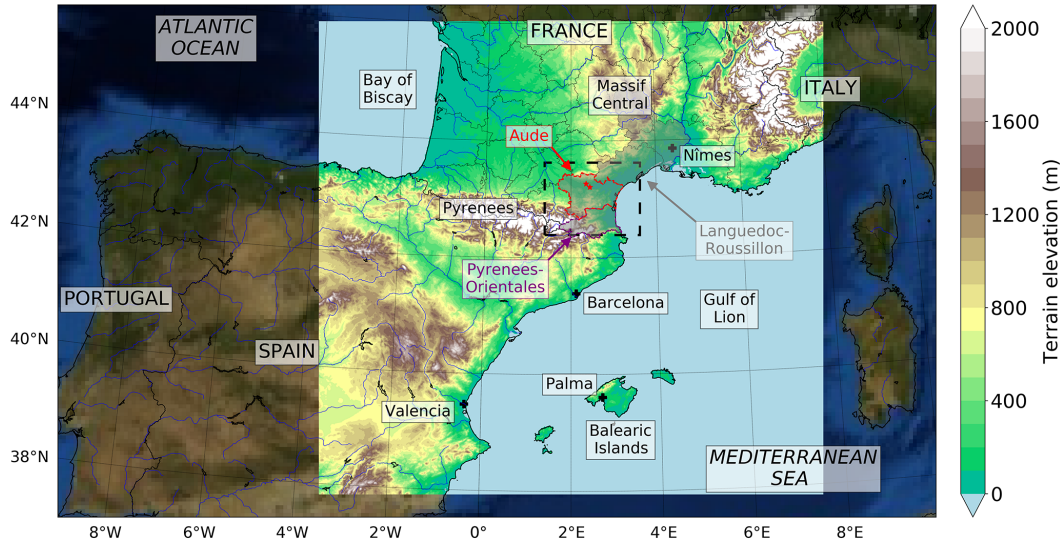 ATLANTIC
OCEAN
FRANCE
Bay of
Biscay
Massif
Central
ITALY
Aude
Nîmes
Pyrenees
Languedoc-
Roussillon
Pyrenees-
Orientales
PORTUGAL
Barcelona
Gulf of
Lion
SPAIN
Palma
Valencia
Balearic
Islands
MEDITERRANEAN
SEA
44°N
42°N
40°N
38°N
8°W
6°W
4°W
2°W
0°
2°E
4°E
6°E
8°E
2000
1600
1200
800
400
0
Terrain elevation (m)